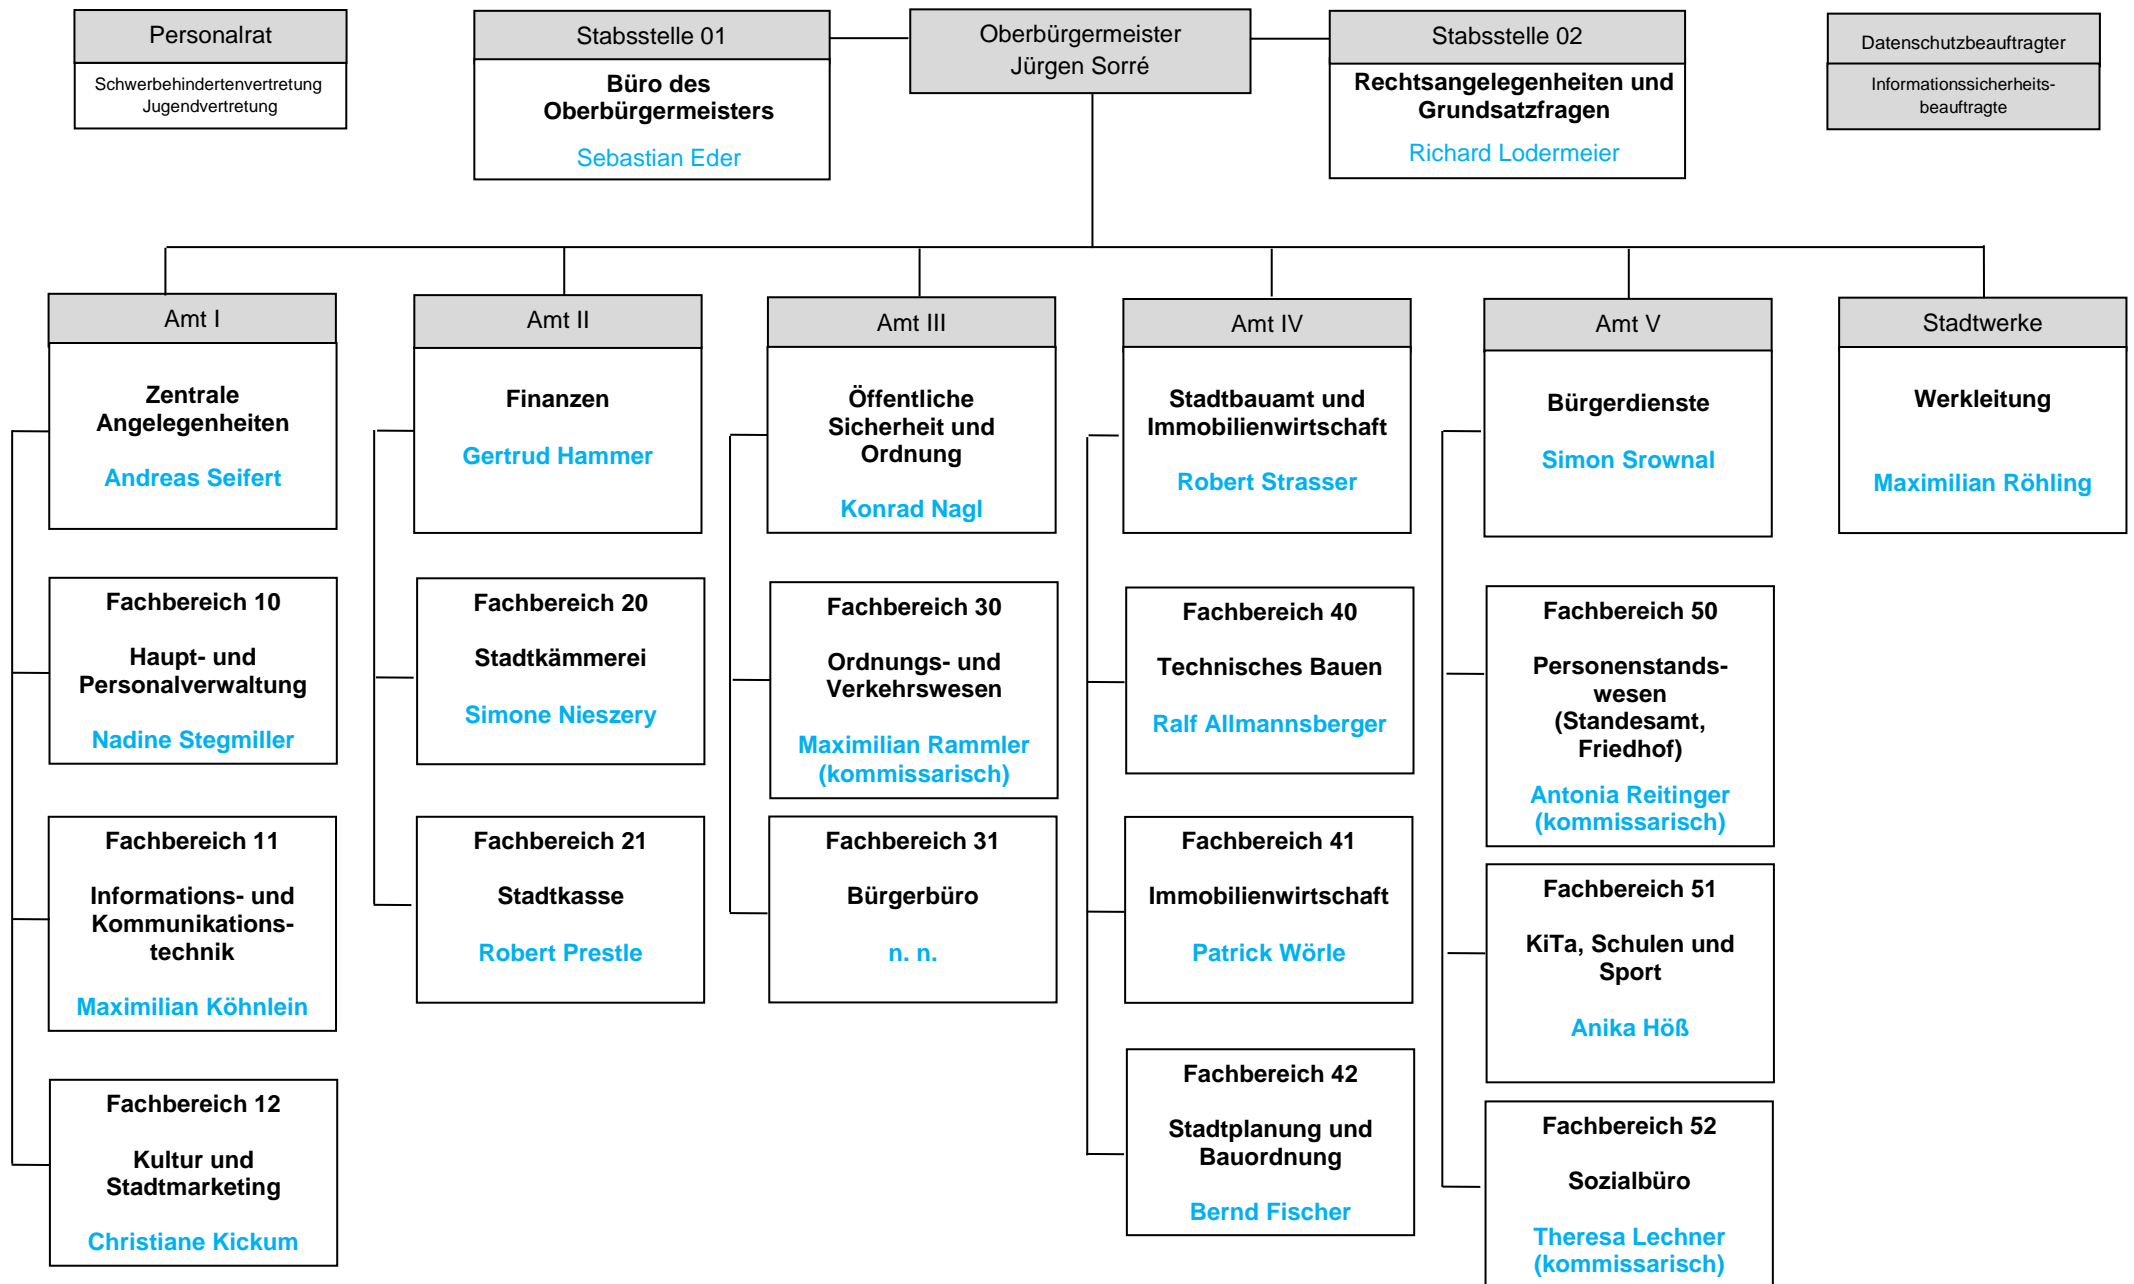 Personalrat
Schwerbehindertenvertretung
Jugendvertretung
Stabsstelle 01
Büro des
Oberbürgermeisters
Sebastian Eder
Oberbürgermeister
Jürgen Sorré
Stabsstelle 02
Rechtsangelegenheiten und
Grundsatzfragen
Richard Lodermeier
Datenschutzbeauftragter
Informationssicherheits-
beauftragte
Amt I
Zentrale
Angelegenheiten
Andreas Seifert
Fachbereich 10
Haupt- und
Personalverwaltung
Nadine Stegmiller
Fachbereich 11
Informations- und
Kommunikations-
technik
Maximilian Köhnlein
Fachbereich 12
Kultur und
Stadtmarketing
Christiane Kickum
Amt II
Finanzen
Gertrud Hammer
Fachbereich 20
Stadtkämmerei
Simone Nieszery
Fachbereich 21
Stadtkasse
Robert Prestle
Amt III
Öffentliche
Sicherheit und
Ordnung
Konrad Nagl
Fachbereich 30
Ordnungs- und
Verkehrswesen
Maximilian Rammler
(kommissarisch)
Fachbereich 31
Bürgerbüro
n. n.
Amt IV
Stadtbauamt und
Immobilienwirtschaft
Robert Strasser
Fachbereich 40
Technisches Bauen
Ralf Allmannsberger
Fachbereich 41
Immobilienwirtschaft
Patrick Wörle
Fachbereich 42
Stadtplanung und
Bauordnung
Bernd Fischer
Amt V
Bürgerdienste
Simon Srownal
Fachbereich 50
Personenstands-
wesen
(Standesamt,
Friedhof)
Antonia Reitinger
(kommissarisch)
Fachbereich 51
KiTa, Schulen und
Sport
Anika Höß
Fachbereich 52
Sozialbüro
Theresa Lechner
(kommissarisch)
Stadtwerke
Werkleitung
Maximilian Röhling